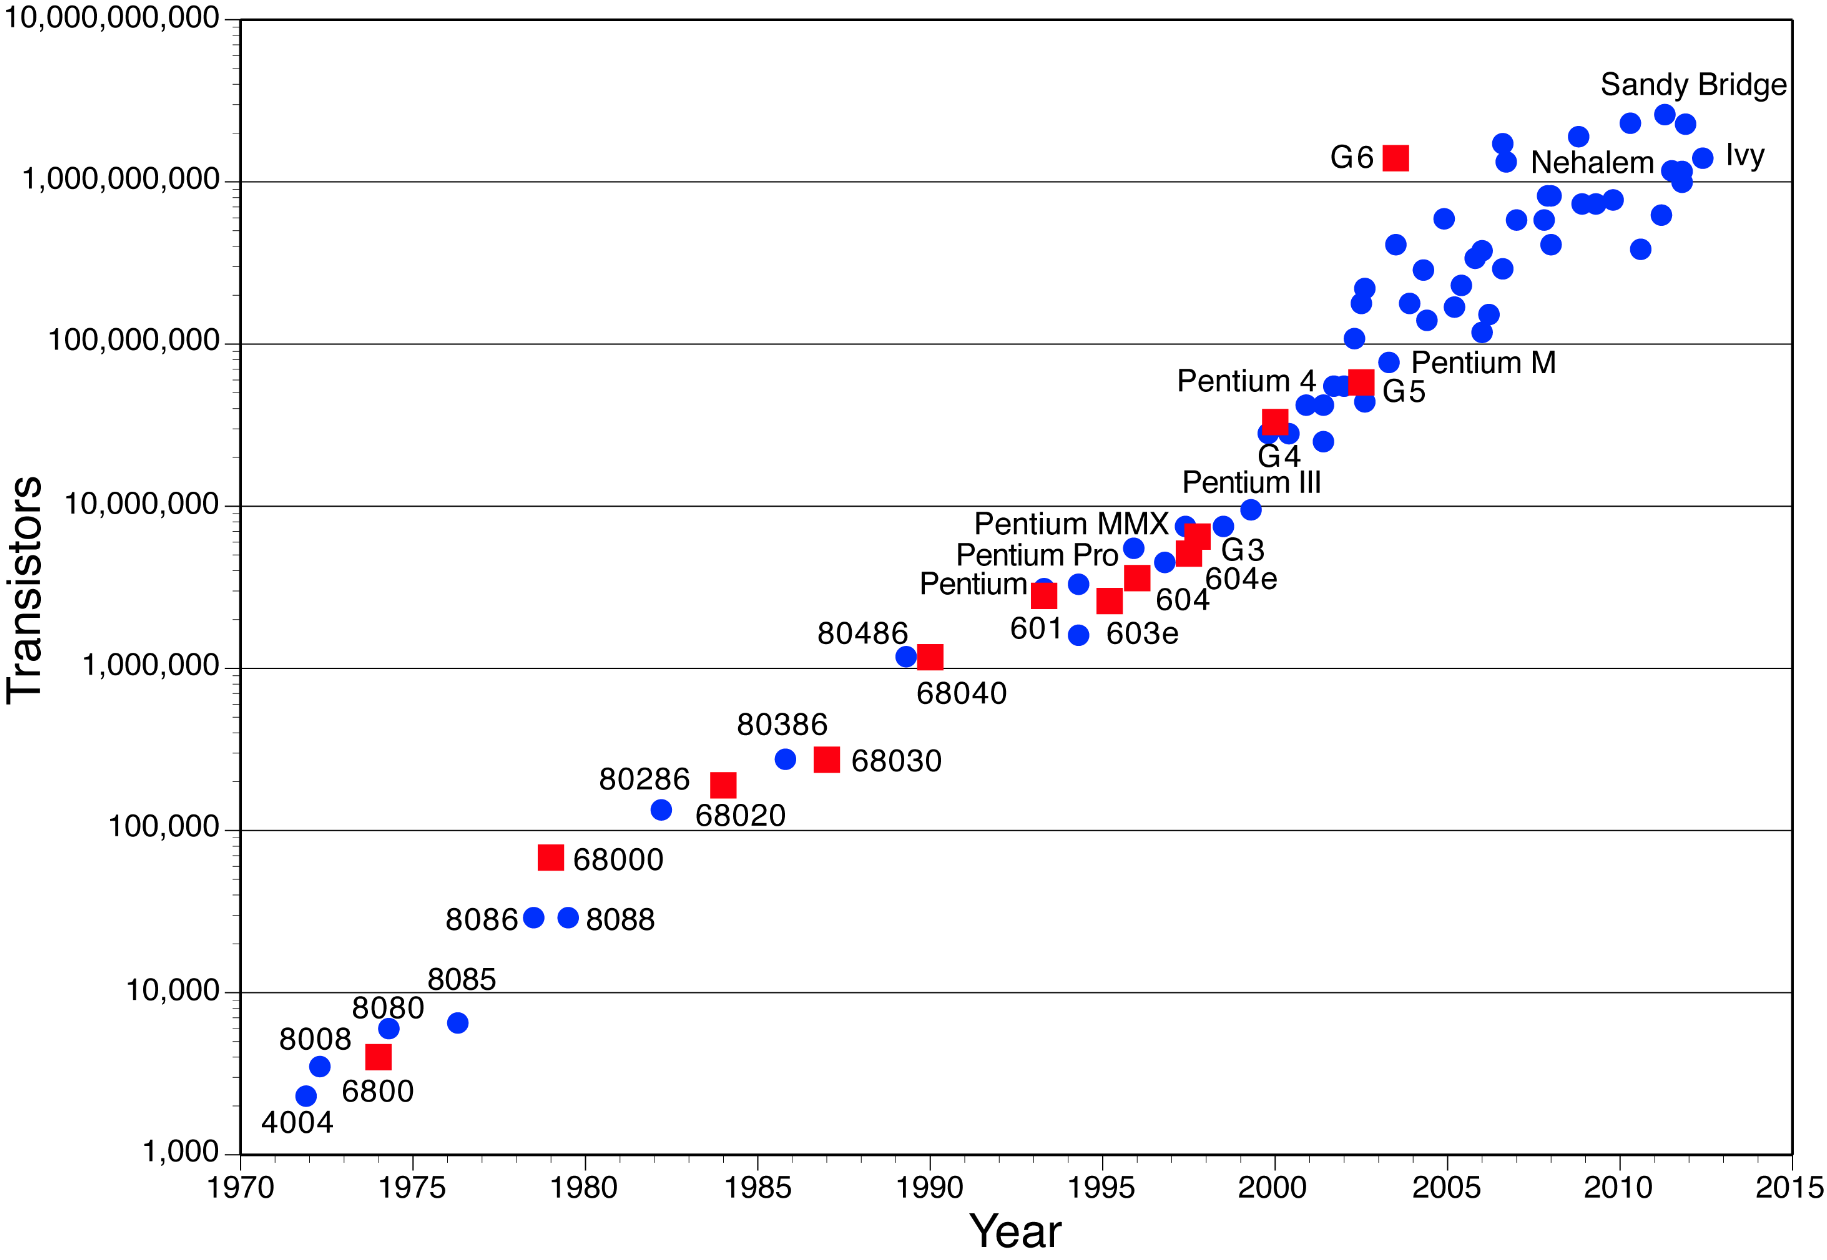 10,000,000,000
Sandy Bridge
G6
Nehalem
Ivy
1,000,000,000
100,000,000
Pentium M
Pentium 4
G5
G4
Pentium III
10,000,000
Pentium MMX
G3
Pentium Pro
604e
Pentium
604
601
603e
80486
1,000,000
68040
80386
68030
80286
68020
100,000
68000
8086
8088
8085
10,000
8080
8008
6800
4004
1,000
Transistors
1970 1975 1980 1985 1990 1995 2000 2005 2010 2015
Year